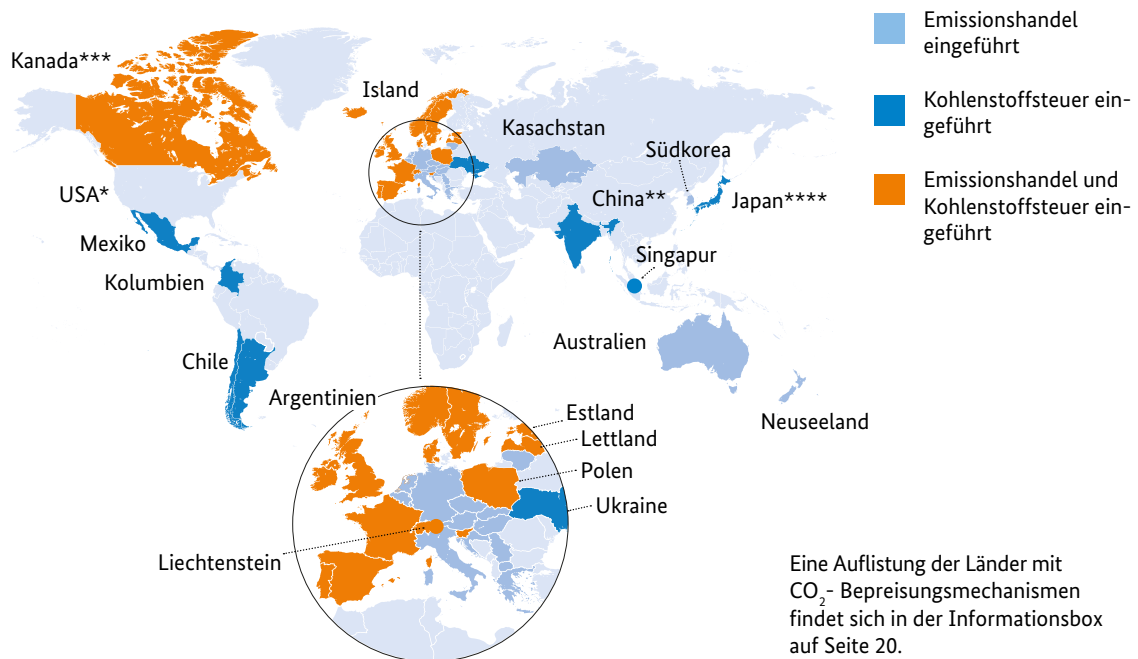 Kanada***
Island
Kasachstan
Südkorea
USA*
China**
Japan****
Mexiko
Singapur
Kolumbien
Australien
Chile
Argentinien
Neuseeland
Estland
Lettland
Polen
Ukraine
Liechtenstein
Emissionshandel
eingeführt
Kohlenstoffsteuer ein-
geführt
Emissionshandel und
Kohlenstoffsteuer ein-
geführt
Eine Auflistung der Länder mit
CO₂- Bepreisungsmechanismen
findet sich in der Informationsbox
auf Seite 20.